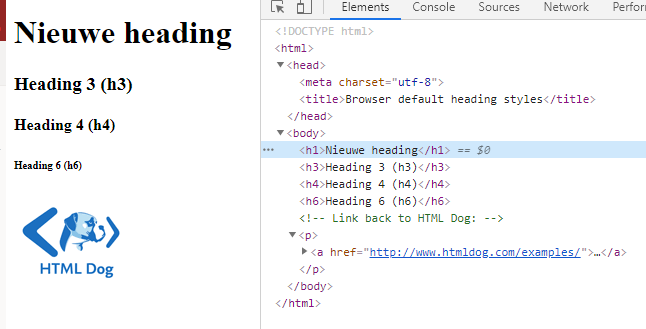 Nieuwe heading
Heading 3 (h3)
Heading 4 (h4)
Heading 6 (h6)
HTML Dog
Elements Console Sources Network Perforr
<!DOCTYPE html>
<html>
<head>
<meta charset="utf-8">
<title>Browser default heading styles</title>
</head>
<body>
<h1>Nieuwe heading</h1> == $0
<h3>Heading 3 (h3)</h3>
<h4>Heading 4 (h4)</h4>
<h6>Heading 6 (h6)</h6>
<!-- Link back to HTML Dog: -->
<p>
<a href="http://www.htmldog.com/examples/">…</a>
</p>
</body>
</html>